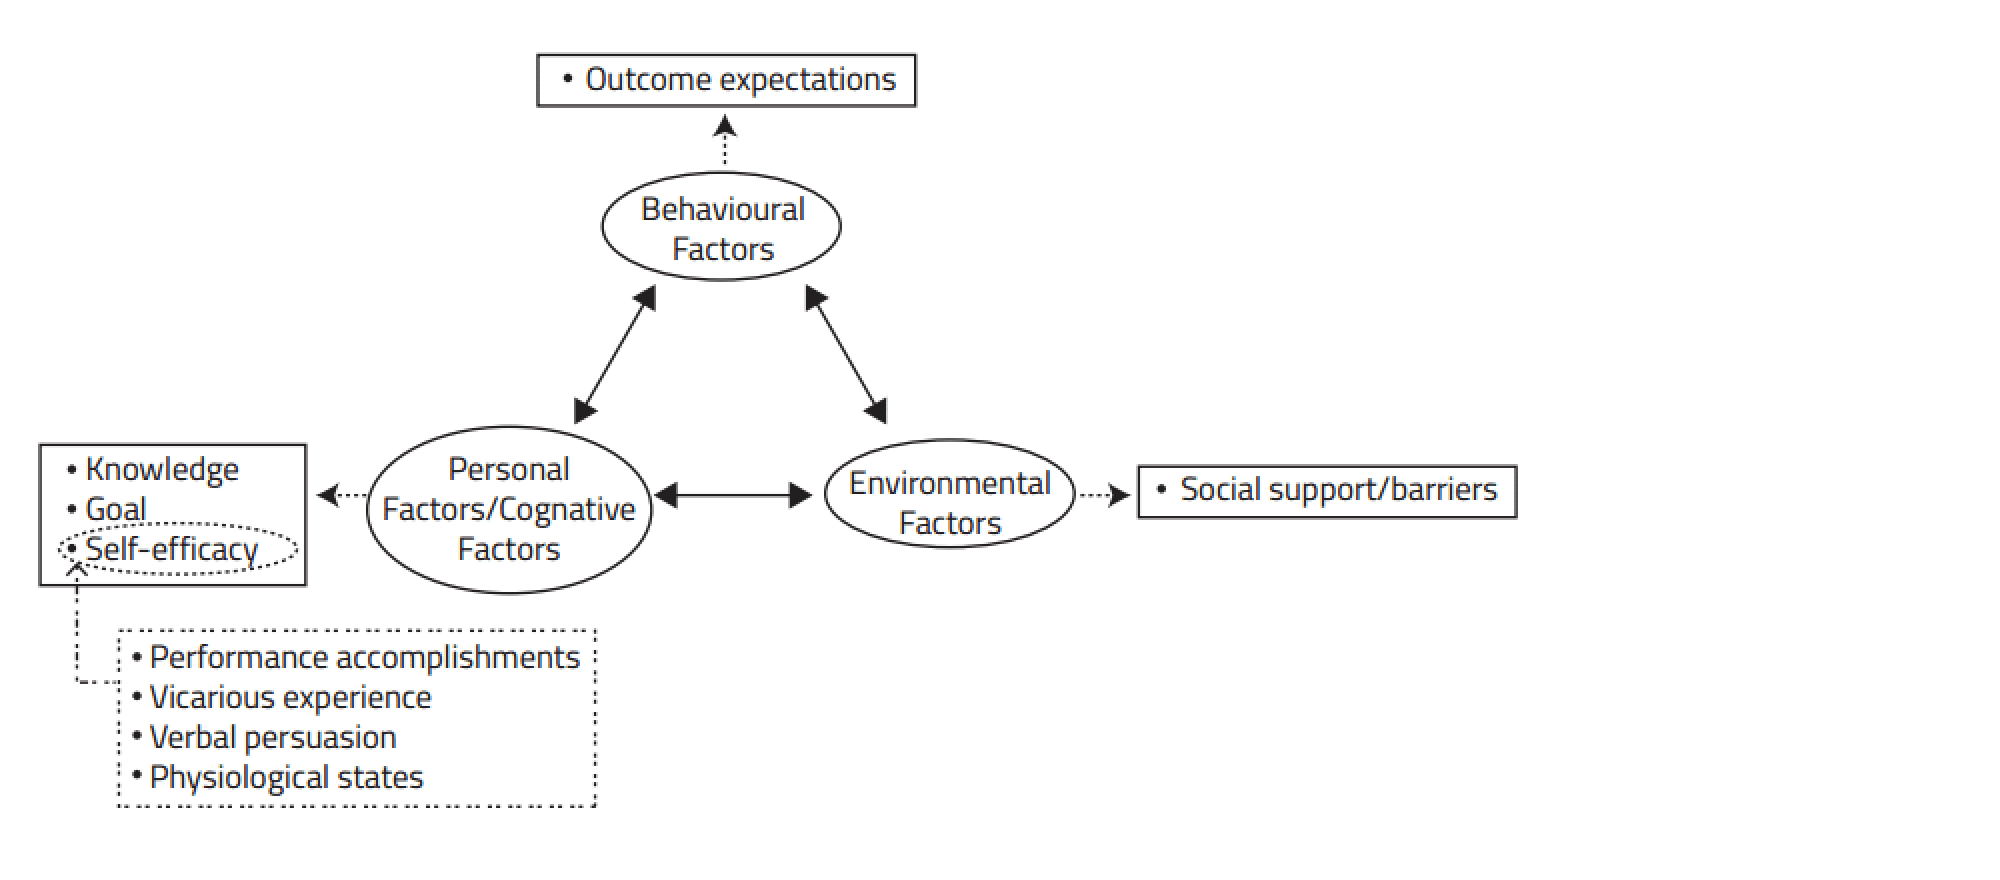 • Outcome expectations
Behavioural
Factors
• Knowledge
• Goal
• Self-efficacy
Personal
Factors/Cognative
Factors
Environmental
Factors
• Social support/barriers
• Performance accomplishments
• Vicarious experience
• Verbal persuasion
• Physiological states